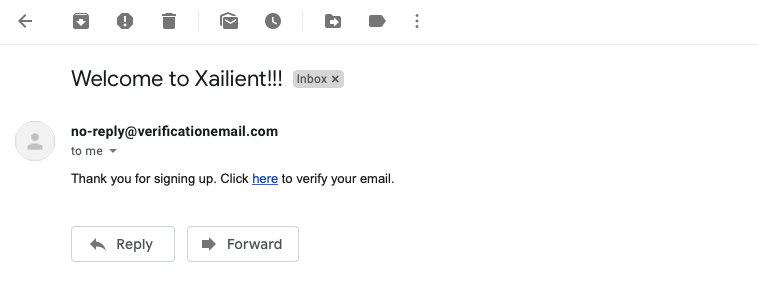 Welcome to Xailient!!! Inbox ×
no-reply@verificationemail.com
to me
Thank you for signing up. Click here to verify your email.
Reply Forward